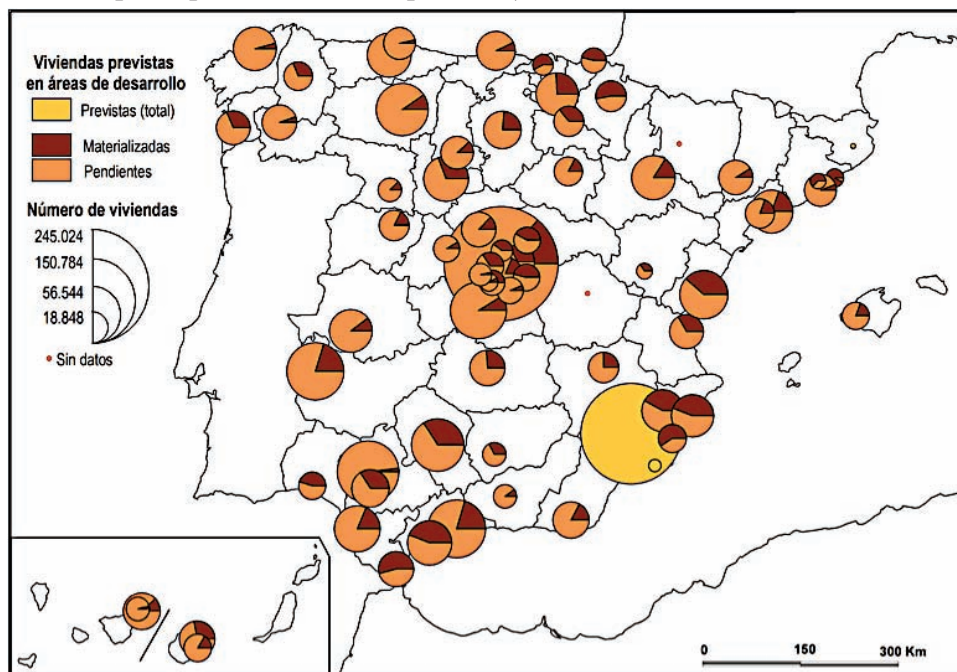 Viviendas previstas
en áreas de desarrollo
Previstas (total)
Materializadas
Pendientes
Número de viviendas
245.024
150.784
56.544
18.848
Sin datos
0 150 300 Km